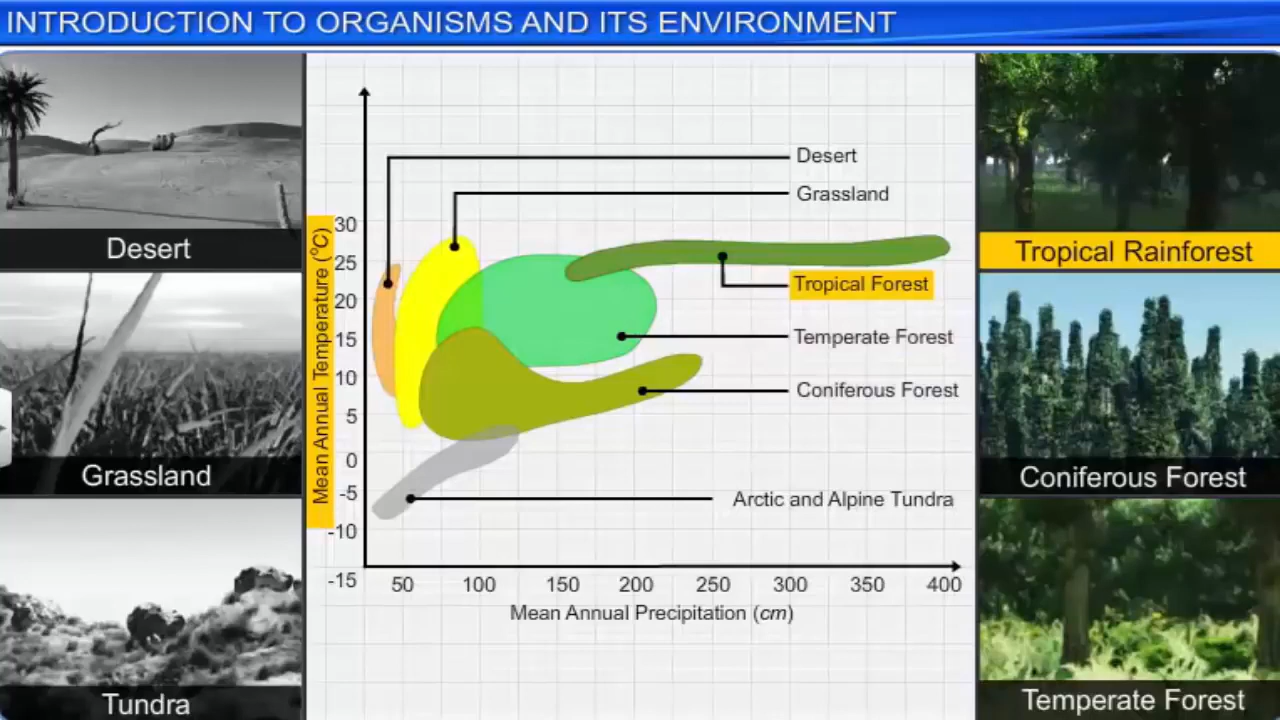 INTRODUCTION TO ORGANISMS AND ITS ENVIRONMENT
Desert
Grassland
Tundra
Mean Annual Temperature (°C)
30
25
20
15
10
5
0
-5
-10
-15
50 100 150 200 250 300 350 400
Mean Annual Precipitation (cm)
Desert
Grassland
Tropical Forest
Temperate Forest
Coniferous Forest
Arctic and Alpine Tundra
Tropical Rainforest
Coniferous Forest
Temperate Forest